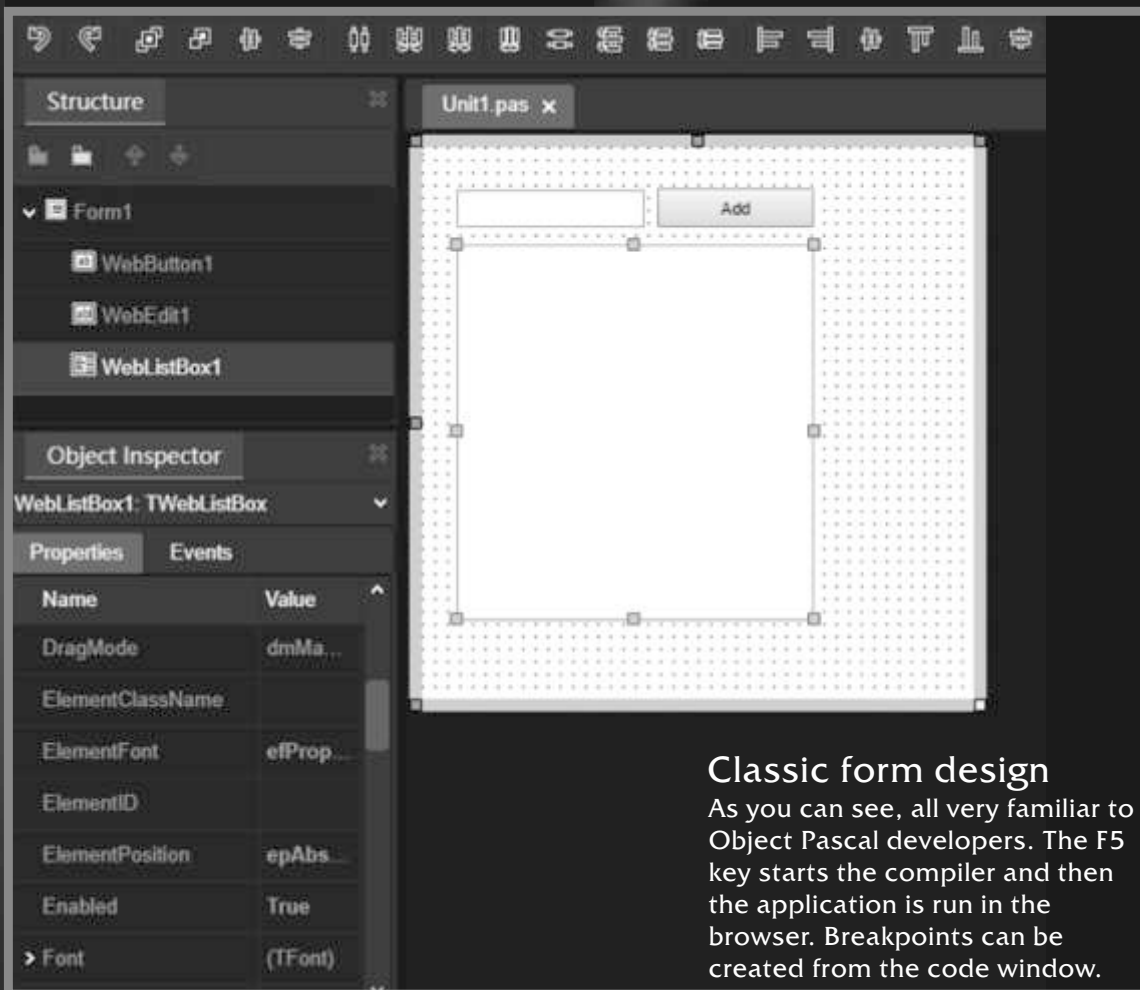 Structure
Unit1.pas x
Form1
WebButton1
WebEdit1
WebListBox1
Add
Object Inspector
WebListBox1: TWebListBox
Properties Events
Name Value
DragMode dmMa...
ElementClassName
ElementFont efProp...
ElementID
ElementPosition epAbs...
Enabled True
Font (TFont)
Classic form design
As you can see, all very familiar to
Object Pascal developers. The F5
key starts the compiler and then
the application is run in the
browser. Breakpoints can be
created from the code window.